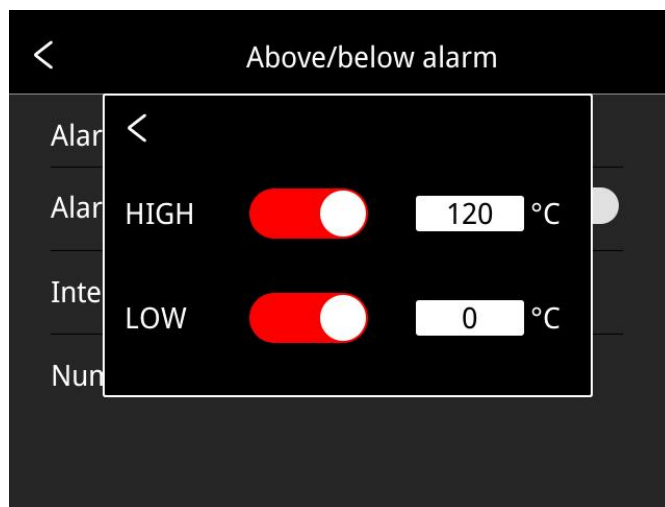 Above/below alarm
Alar
Alar
Inte
Num
HIGH 120 °C
LOW 0 °C